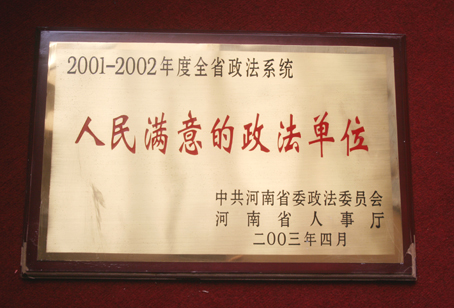 2001-2002年度全省政法系统
人民满意的政法单位
中共河南省委政法委员会
河南省人事厅
二00三年四月